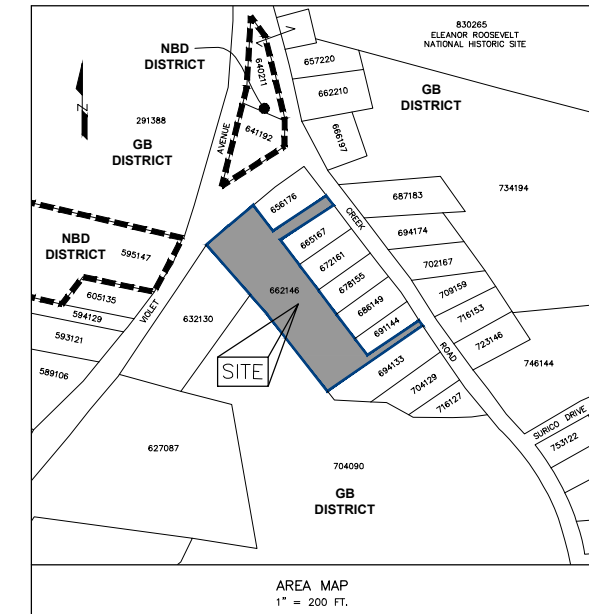 830265
ELEANOR ROOSEVELT
NATIONAL HISTORIC SITE
NBD
DISTRICT
640211
657220
662210
GB
DISTRICT
N
291388
GB
DISTRICT
AVENUE
641192
666197
656176
687183
734194
CREEK
665167
694174
NBD
DISTRICT
595147
672161
702167
678155
709159
605135
662146
686149
716153
594129
VIOLET
632130
691144
723146
593121
ROAD
746144
SITE
694133
589106
704129
716127
SURICO DRIVE
753122
627087
704090
GB
DISTRICT
AREA MAP
1" = 200 FT.